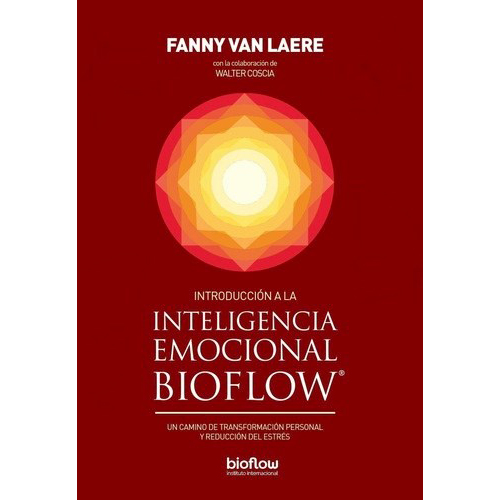 FANNY VAN LAERE
con la colaboración de
WALTER COSCIA
INTRODUCCIÓN A LA
INTELIGENCIA
EMOCIONAL
BIOFLOW®
UN CAMINO DE TRANSFORMACIÓN PERSONAL
Y REDUCCIÓN DEL ESTRÉS
bioflow
instituto internacional